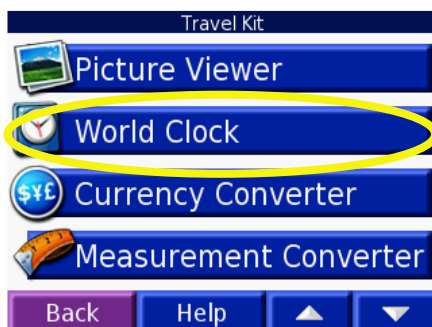 Travel Kit
Picture Viewer
World Clock
$¥£ Currency Converter
Measurement Converter
Back Help